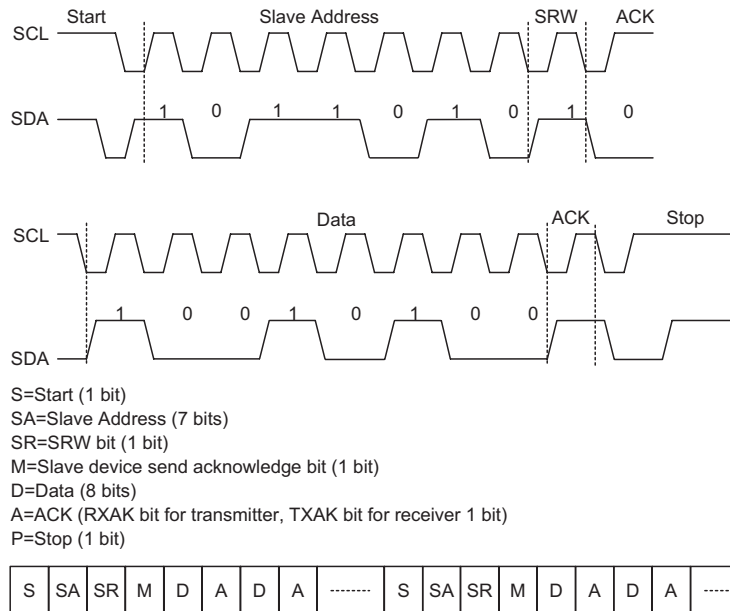 Start Slave Address SRW ACK
SCL
1 0 1 1 0 1 0 1 0
SDA
Data ACK Stop
SCL
1 0 0 1 0 1 0 0
SDA
S=Start (1 bit)
SA=Slave Address (7 bits)
SR=SRW bit (1 bit)
M=Slave device send acknowledge bit (1 bit)
D=Data (8 bits)
A=ACK (RXAK bit for transmitter, TXAK bit for receiver 1 bit)
P=Stop (1 bit)
S SA SR M D A D A ........ S SA SR M D A D A .....